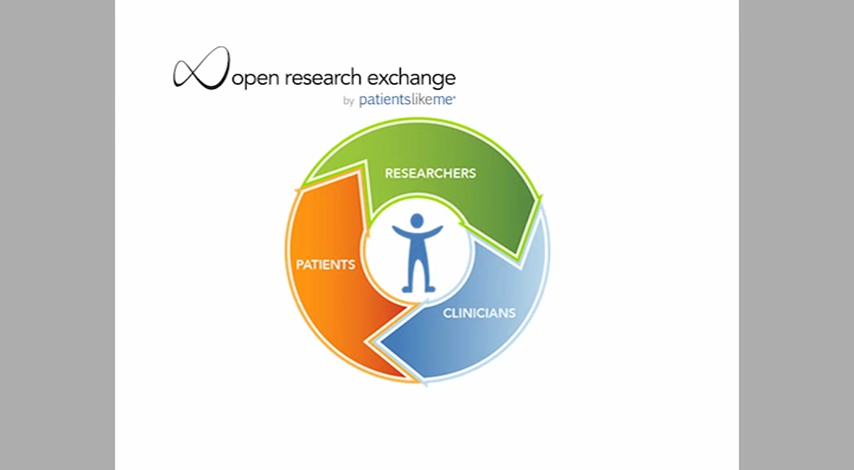 open research exchange
by patientslikeme®
RESEARCHERS
PATIENTS
CLINICIANS